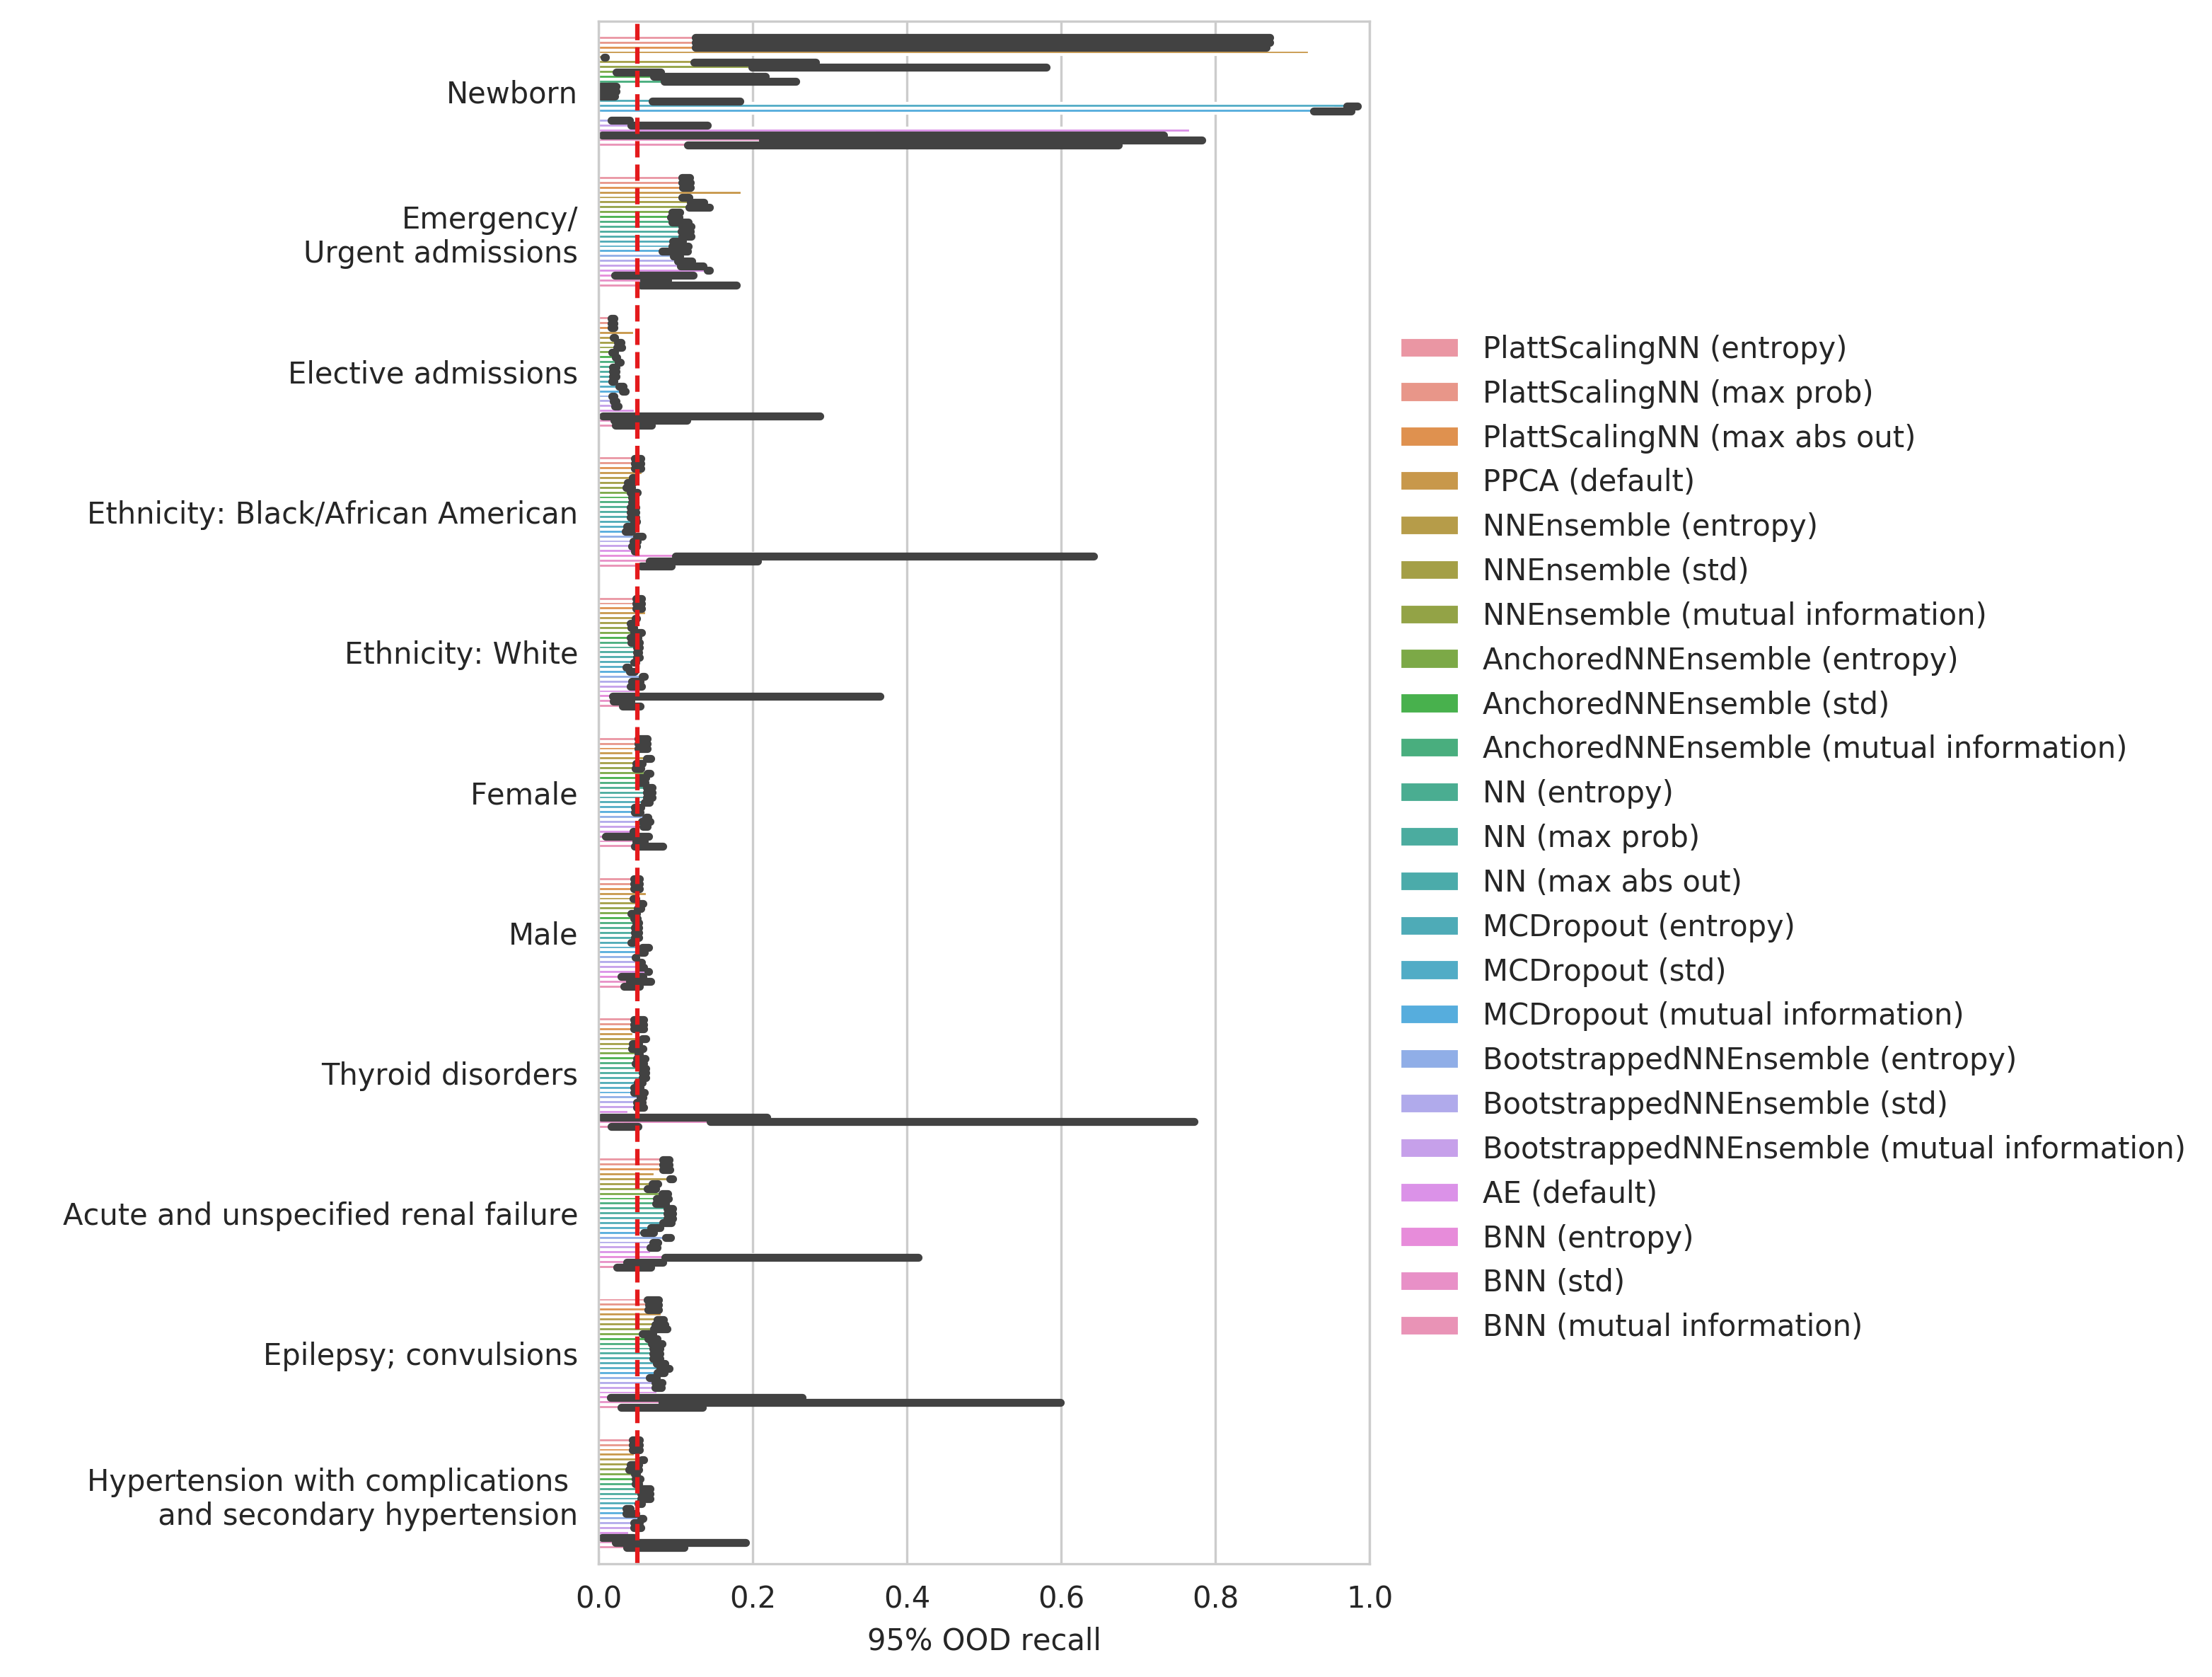 Newborn
Emergency/
Urgent admissions
Elective admissions
Ethnicity: Black/African American
Ethnicity: White
Female
Male
Thyroid disorders
Acute and unspecified renal failure
Epilepsy; convulsions
Hypertension with complications
and secondary hypertension
0.0 0.2 0.4 0.6 0.8 1.0
95% OOD recall
PlattScalingNN (entropy)
PlattScalingNN (max prob)
PlattScalingNN (max abs out)
PPCA (default)
NNEnsemble (entropy)
NNEnsemble (std)
NNEnsemble (mutual information)
AnchoredNNEnsemble (entropy)
AnchoredNNEnsemble (std)
AnchoredNNEnsemble (mutual information)
NN (entropy)
NN (max prob)
NN (max abs out)
MCDropout (entropy)
MCDropout (std)
MCDropout (mutual information)
BootstrappedNNEnsemble (entropy)
BootstrappedNNEnsemble (std)
BootstrappedNNEnsemble (mutual information)
AE (default)
BNN (entropy)
BNN (std)
BNN (mutual information)